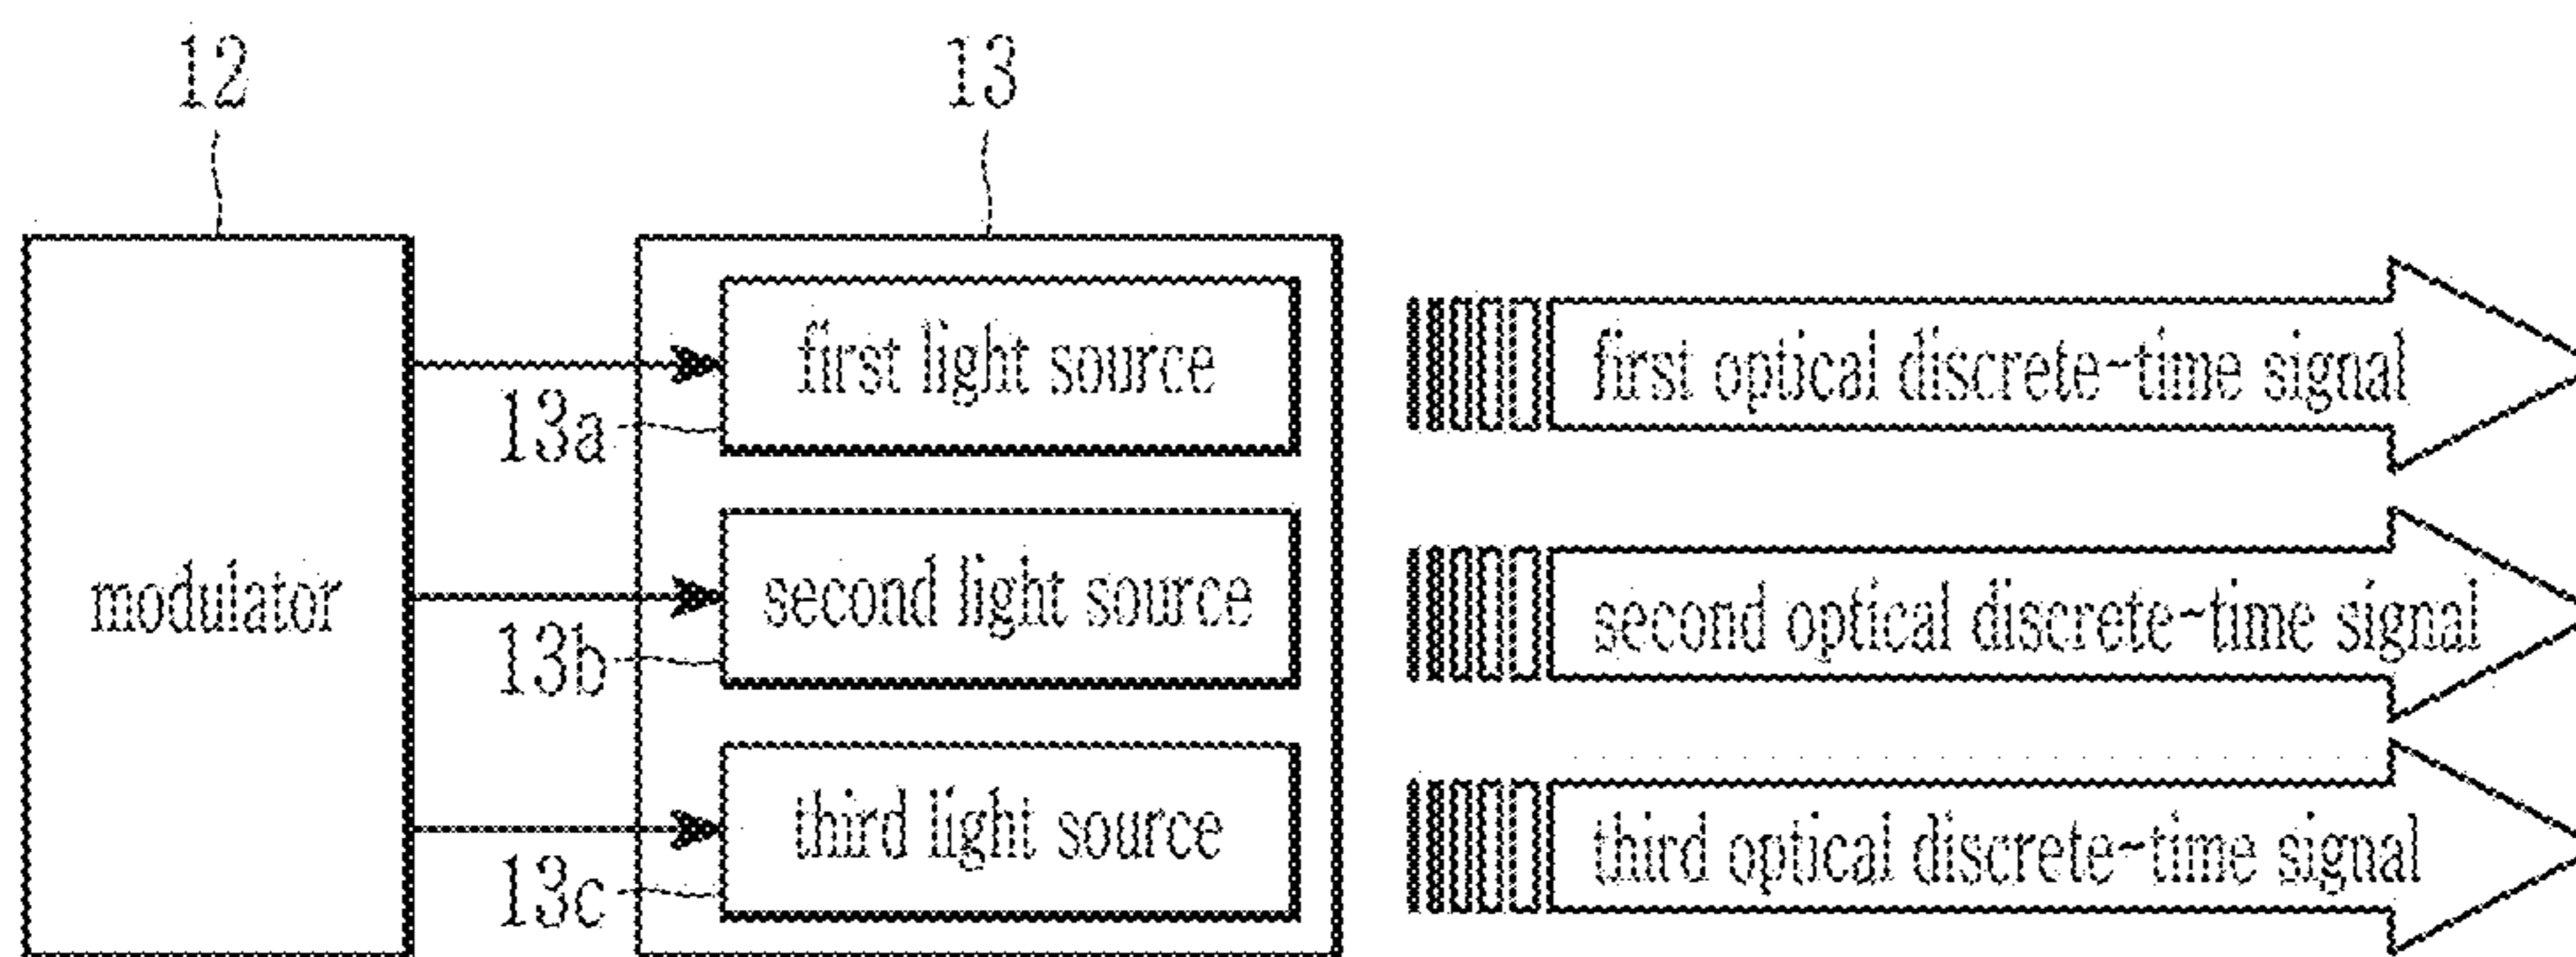 12
13
first light source
first optical discrete-time signal
13a
modulator
second light source
second optical discrete-time signal
13b
third light source
third optical discrete-time signal
13c